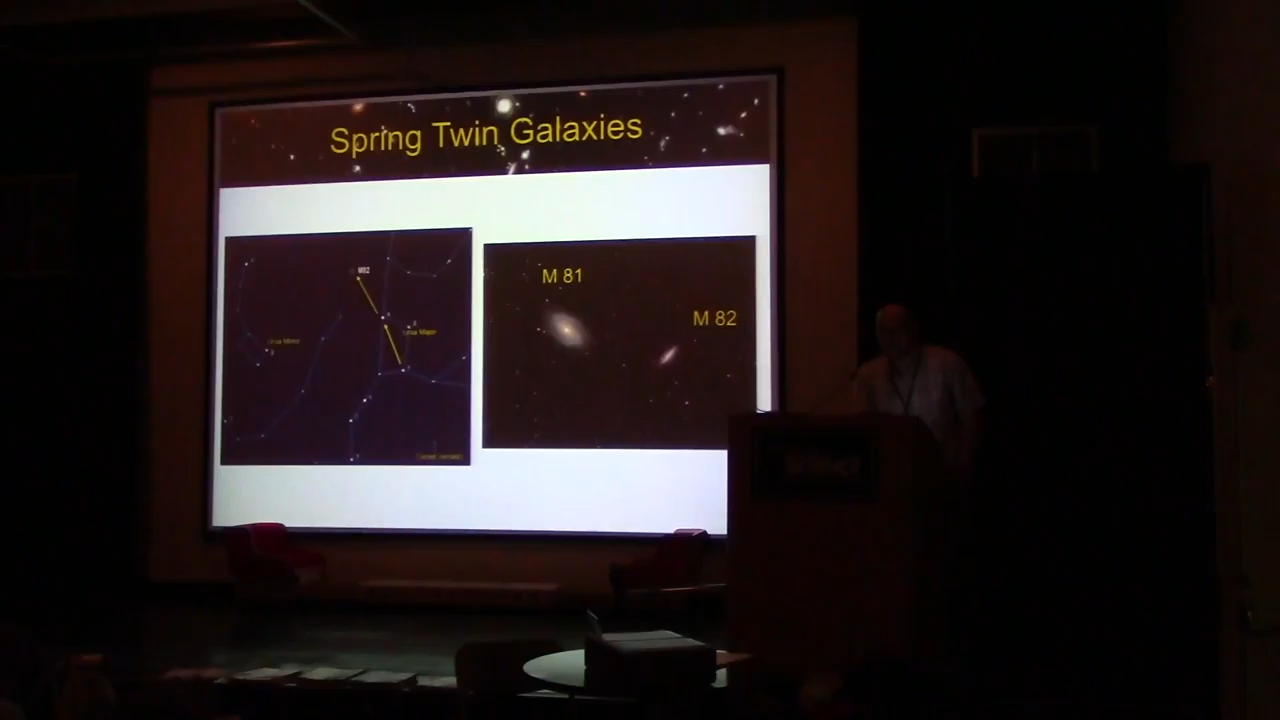 Spring Twin Galaxies
M82
Ursa Major
Ursa Minor
M 81
M 82